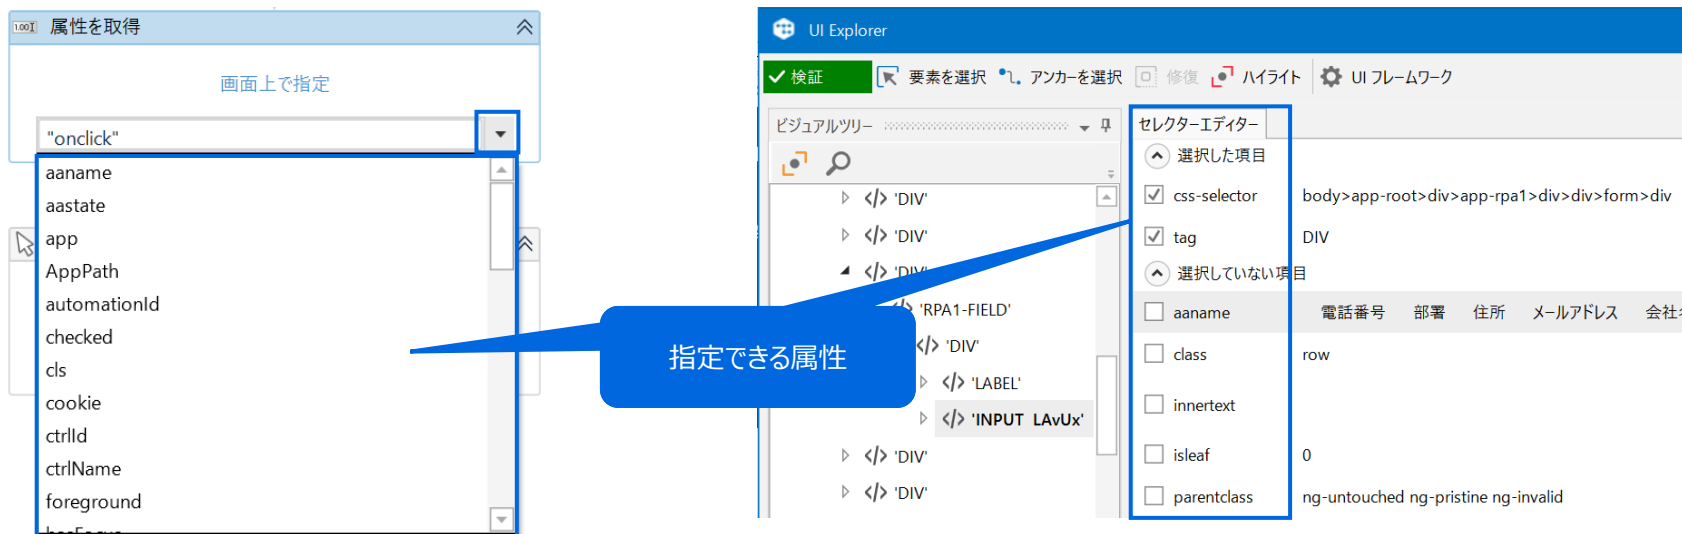 属性を取得
画面上で指定
"onclick"
aaname
aastate
app
AppPath
automationId
checked
cls
cookie
ctrlId
ctrlName
foreground
指定できる属性
UI Explorer
検証
要素を選択
アンカーを選択
修復
ハイライト
UI フレームワーク
ビジュアルツリー
'DIV'
'DIV'
'DIV'
'RPA1-FIELD'
'DIV'
'LABEL'
'INPUT LAvUx'
'DIV'
'DIV'
セレクターエディター
選択した項目
css-selector body>app-root>div>app-rpa1>div>div>form>div
tag DIV
選択していない項目
aaname 電話番号 部署 住所 メールアドレス 会社
class row
innertext
isleaf 0
parentclass ng-untouched ng-pristine ng-invalid